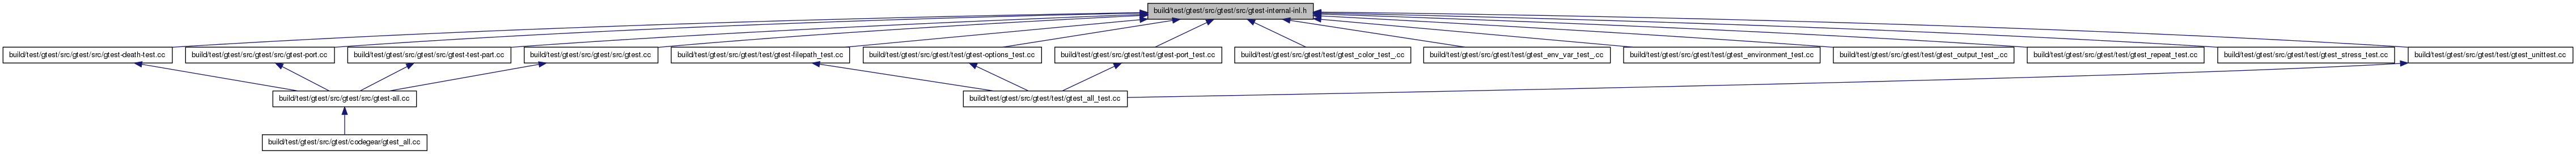 build/test/gtest/src/gtest/src/gtest-internal-inl.h
build/test/gtest/src/gtest/src/gtest-death-test.cc
build/test/gtest/src/gtest/src/gtest-port.cc
build/test/gtest/src/gtest/src/gtest-test-part.cc
build/test/gtest/src/gtest/src/gtest.cc
build/test/gtest/src/gtest/test/gtest-filepath_test.cc
build/test/gtest/src/gtest/test/gtest-options_test.cc
build/test/gtest/src/gtest/test/gtest-port_test.cc
build/test/gtest/src/gtest/test/gtest_color_test_.cc
build/test/gtest/src/gtest/test/gtest_env_var_test_.cc
build/test/gtest/src/gtest/test/gtest_environment_test.cc
build/test/gtest/src/gtest/test/gtest_output_test_.cc
build/test/gtest/src/gtest/test/gtest_repeat_test.cc
build/test/gtest/src/gtest/test/gtest_stress_test.cc
build/test/gtest/src/gtest/test/gtest_unittest.cc
build/test/gtest/src/gtest/src/gtest-all.cc
build/test/gtest/src/gtest/test/gtest_all_test.cc
build/test/gtest/src/gtest/codegear/gtest_all.cc